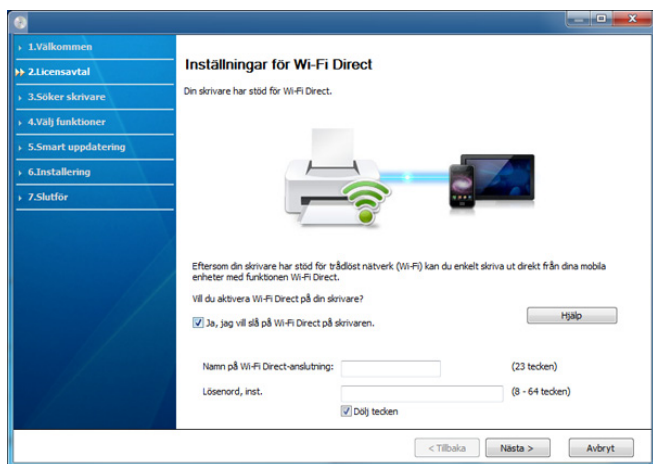 1.Välkommen
2.Licensavtal
3.Söker skrivare
4.Välj funktioner
5.Smart uppdatering
6.Installering
7.Slutför
Inställningar för Wi-Fi Direct
Din skrivare har stöd för Wi-Fi Direct.
Eftersom din skrivare har stöd för trådlöst nätverk (Wi-Fi) kan du enkelt skriva ut direkt från dina mobila
enheter med funktionen Wi-Fi Direct.
Vill du aktivera Wi-Fi Direct på din skrivare?
Ja, jag vill slå på Wi-Fi Direct på skrivaren.
Hjälp
Namn på Wi-Fi Direct-anslutning: (23 tecken)
Lösenord, inst. (8 - 64 tecken)
Dölj tecken
< Tillbaka Nästa > Avbryt